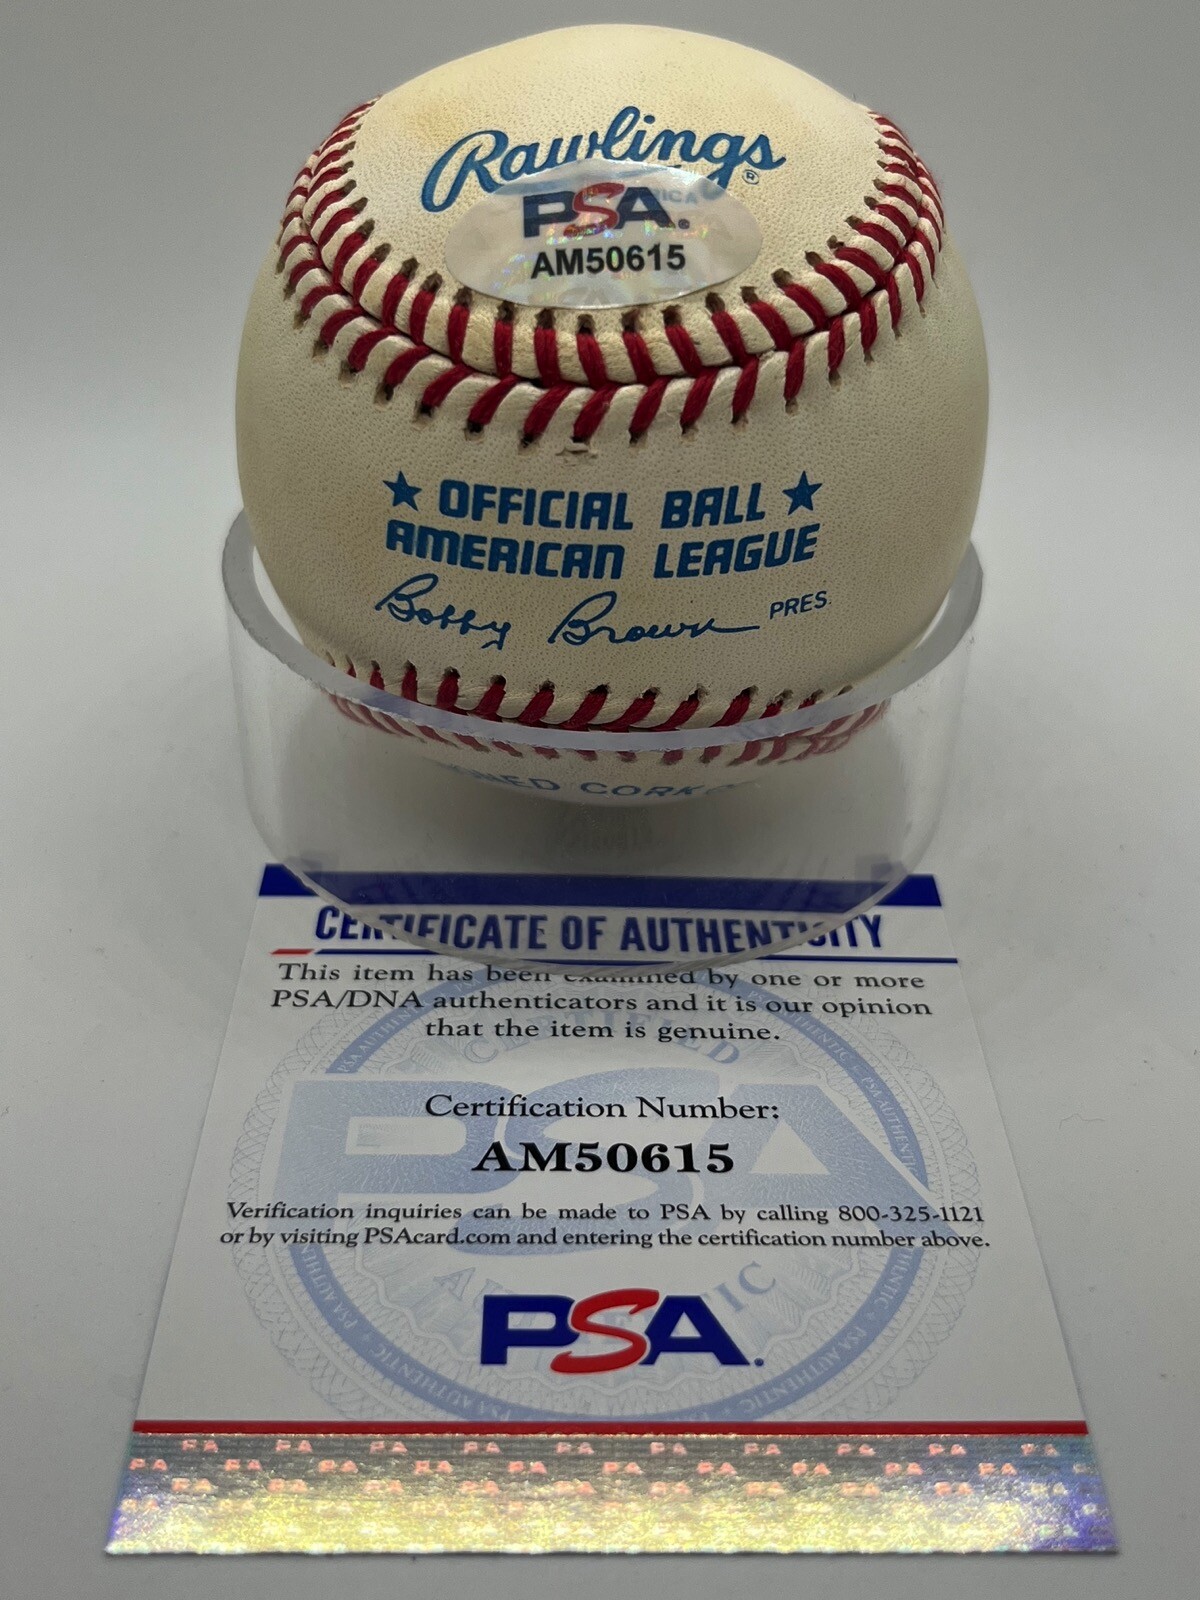 Rawlings®
PSA®
AM50615
★ OFFICIAL BALL ★
AMERICAN LEAGUE
Bobby Brown PRES.
CORK
CERTIFICATE OF AUTHENTICITY
This item has been examined by one or more
PSA/DNA authenticators and it is our opinion
that the item is genuine.
CERTIFIED
Certification Number:
AM50615
Verification inquiries can be made to PSA by calling 800-325-1121
or by visiting PSAcard.com and entering the certification number above.
PSA.